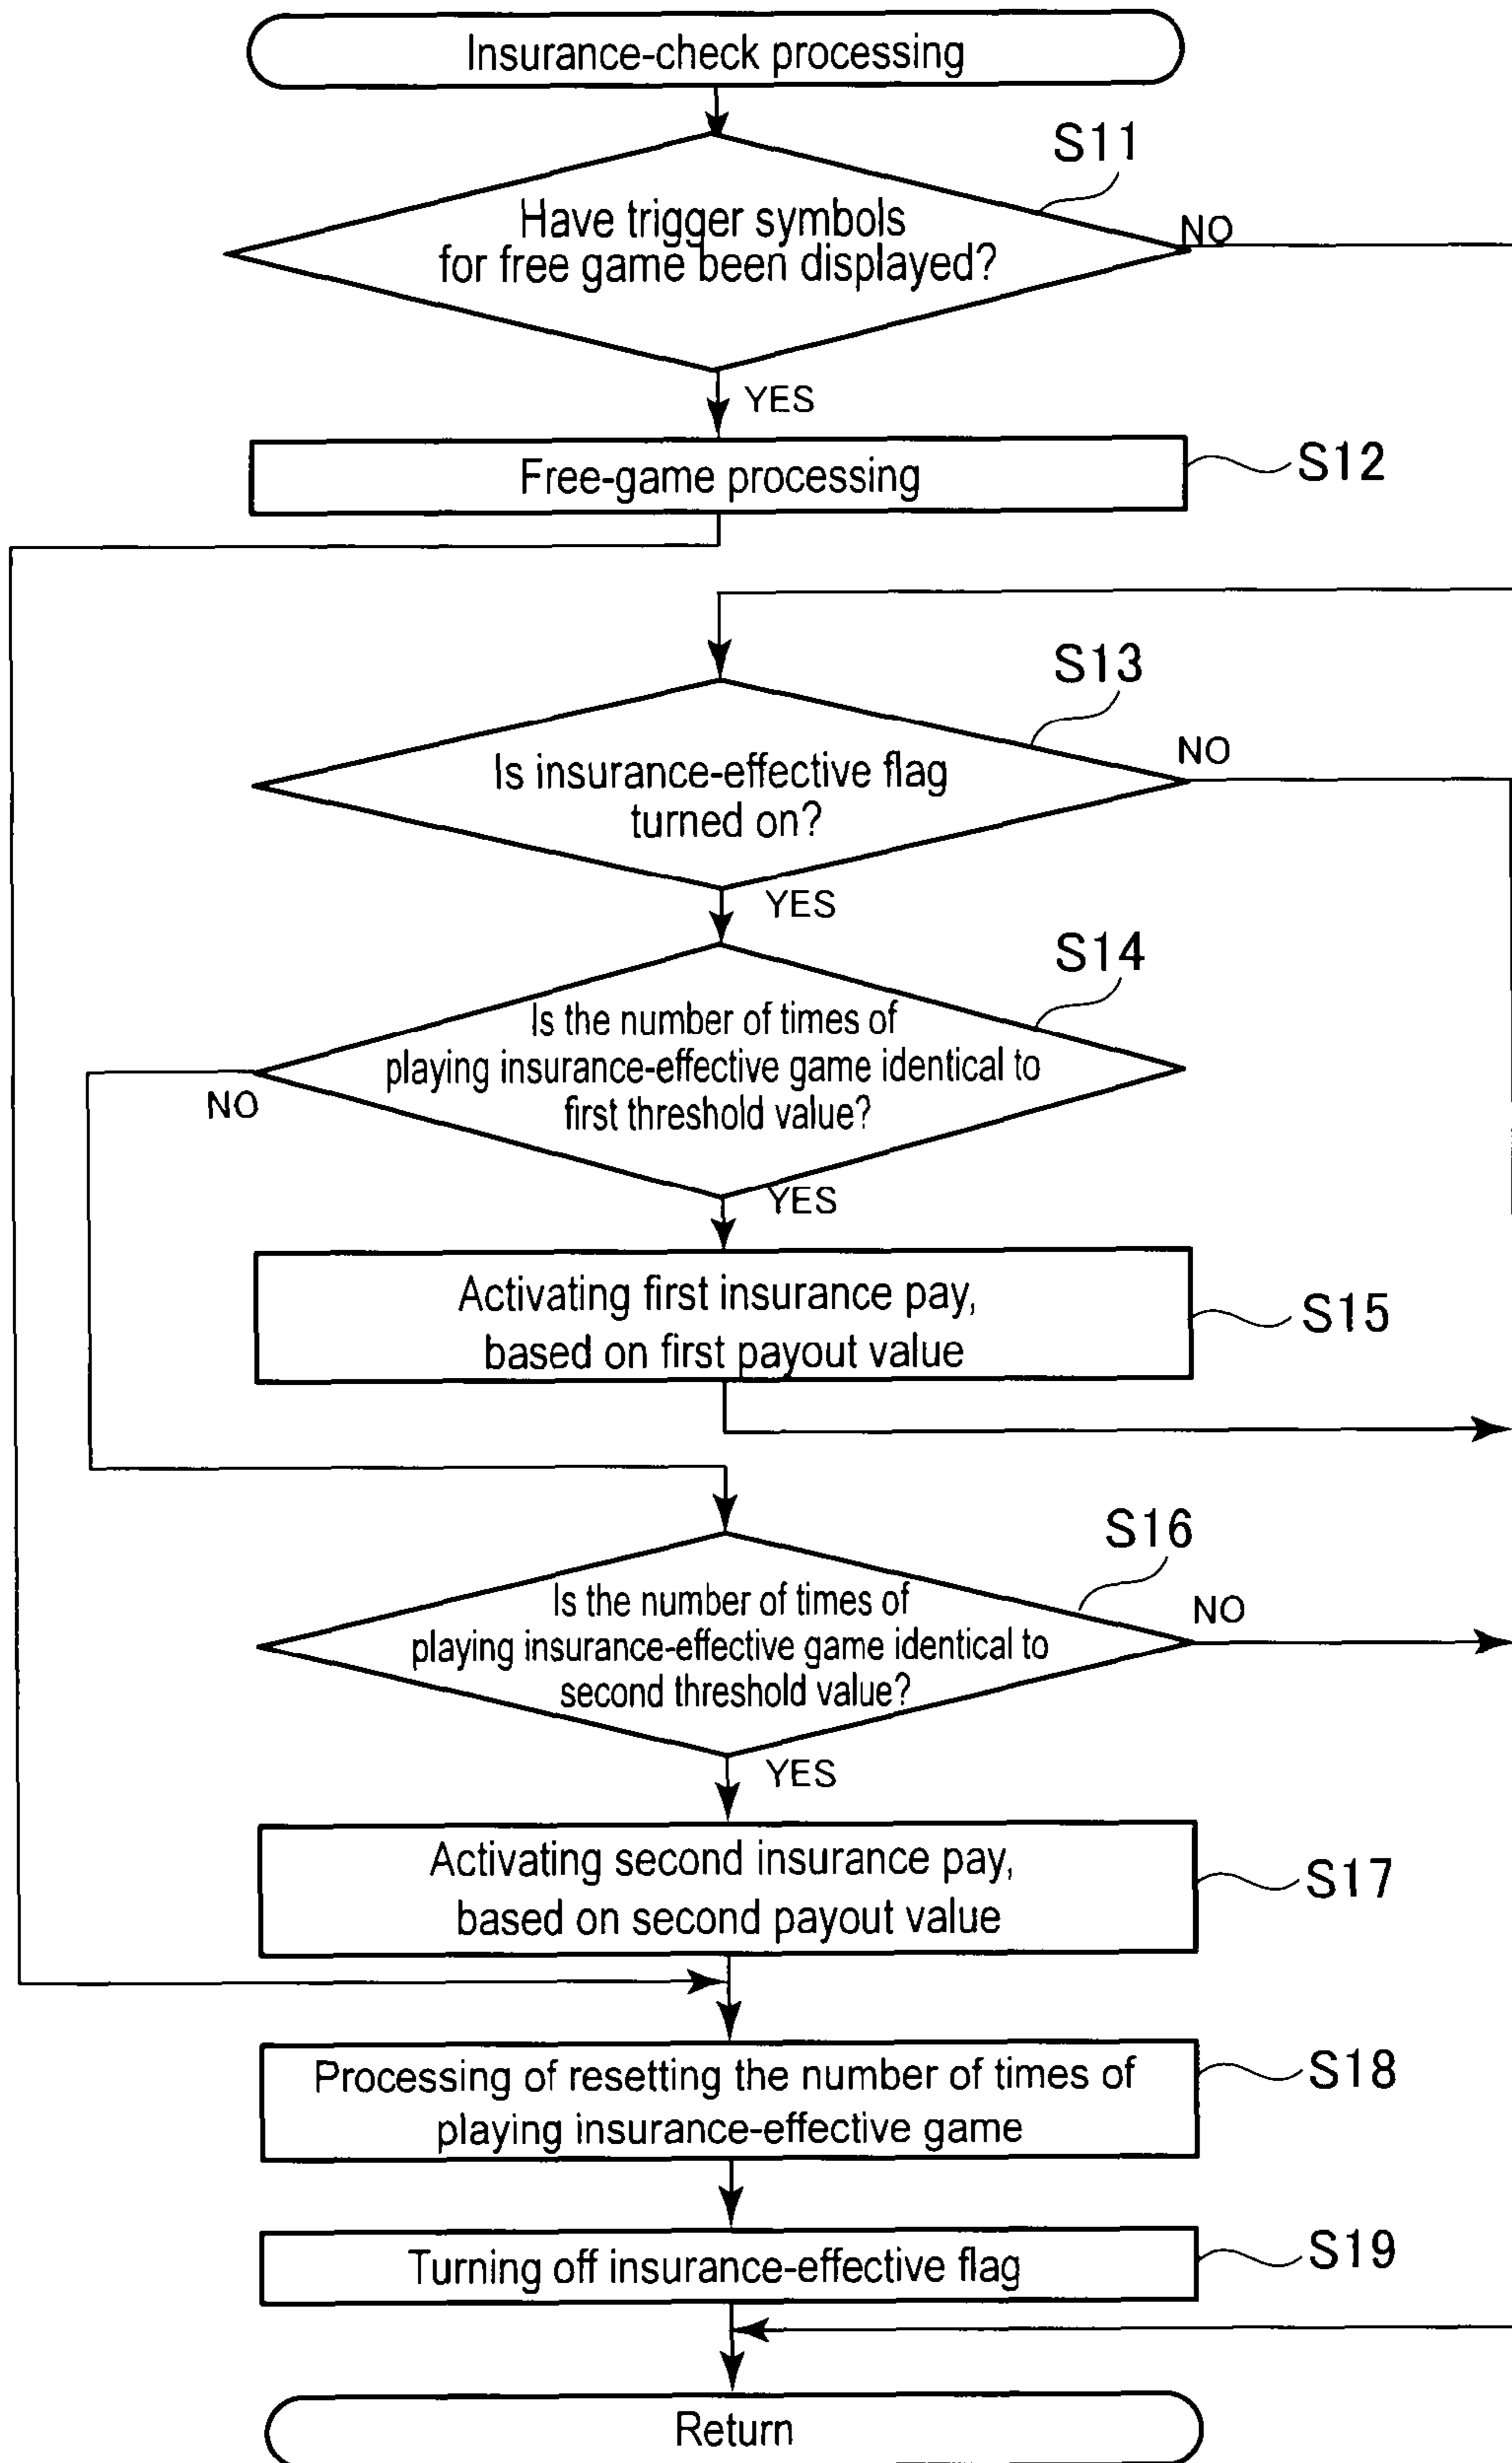 Insurance-check processing
S11
Have trigger symbols
for free game been displayed?
NO
YES
Free-game processing
S12
S13
Is insurance-effective flag
turned on?
NO
YES
S14
Is the number of times of
playing insurance-effective game identical to
first threshold value?
NO
YES
Activating first insurance pay,
based on first payout value
S15
S16
Is the number of times of
playing insurance-effective game identical to
second threshold value?
NO
YES
Activating second insurance pay,
based on second payout value
S17
Processing of resetting the number of times of
playing insurance-effective game
S18
Turning off insurance-effective flag
S19
Return